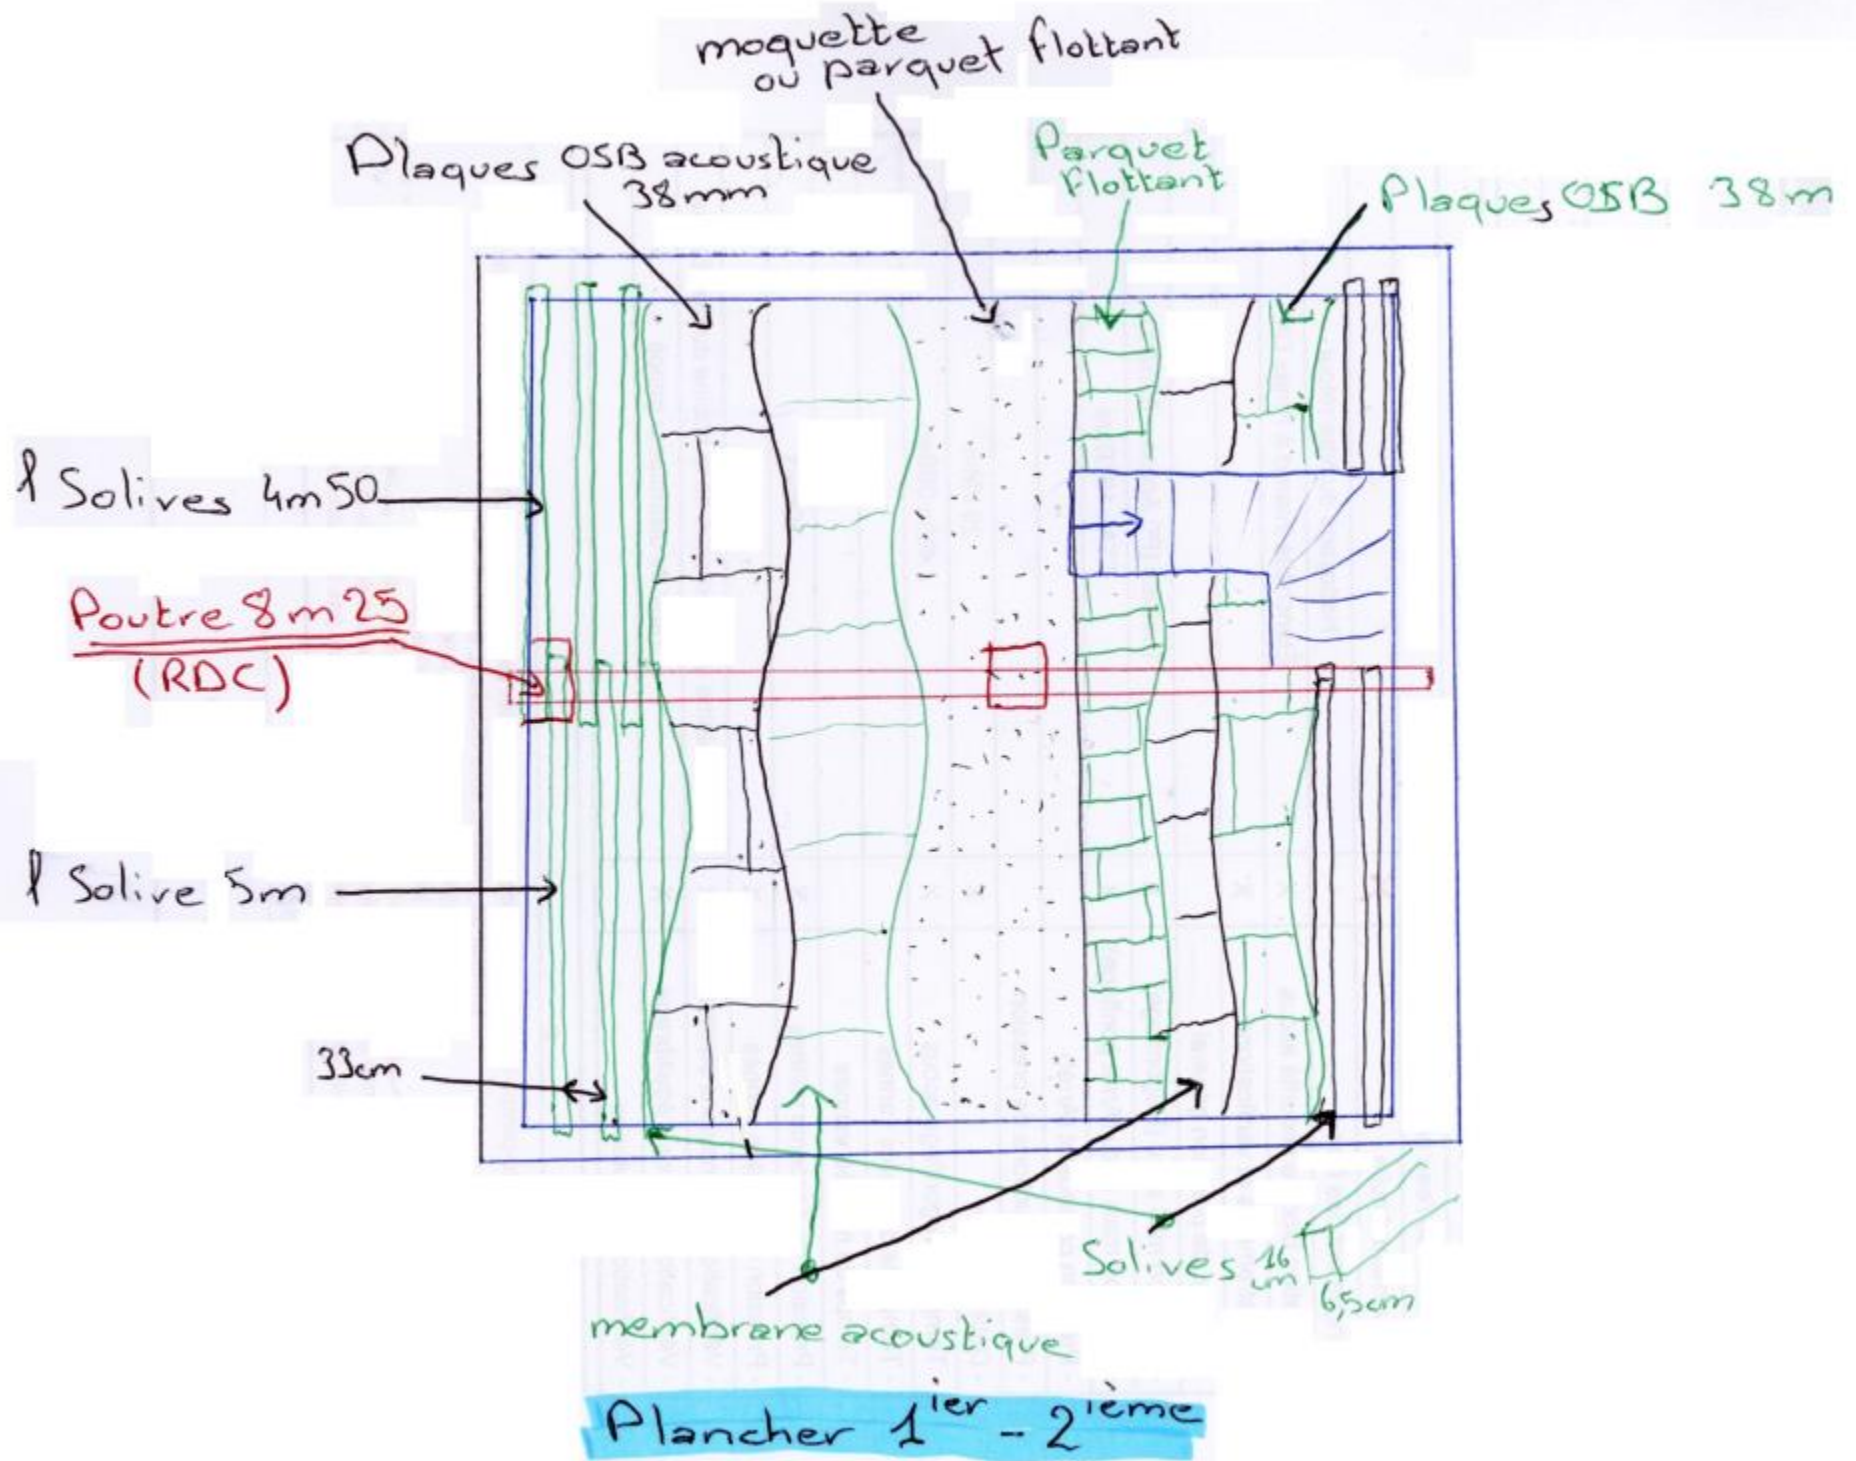 moquette
ou parquet flottant
Plaques OSB acoustique
38mm
Parquet
flottant
Plaques OSB 38m
Solives 4m50
Poutre 8m25
(RDC)
Solive 5m
33cm
Solives 16
cm
6,5cm
membrane acoustique
Plancher 1ier - 2ième